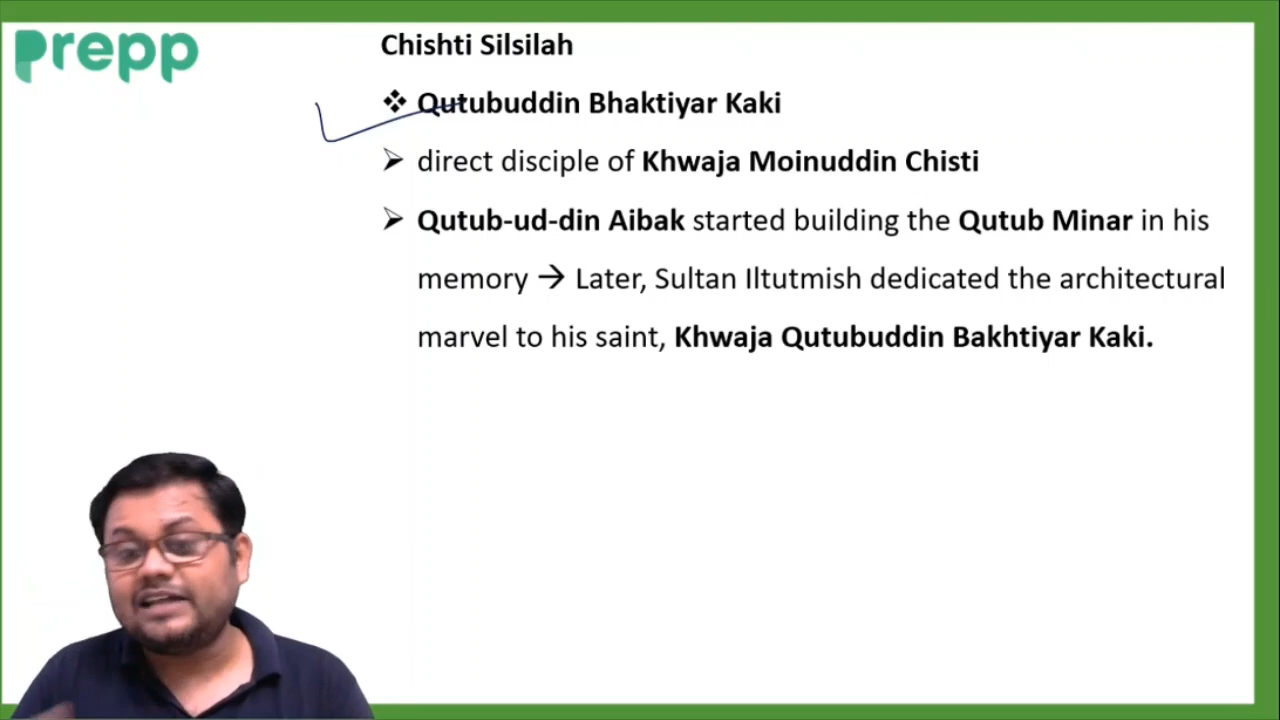 Prepp
Chishti Silsilah
❖ Qutubuddin Bhaktiyar Kaki
➢ direct disciple of Khwaja Moinuddin Chisti
➢ Qutub-ud-din Aibak started building the Qutub Minar in his
memory → Later, Sultan Iltutmish dedicated the architectural
marvel to his saint, Khwaja Qutubuddin Bakhtiyar Kaki.